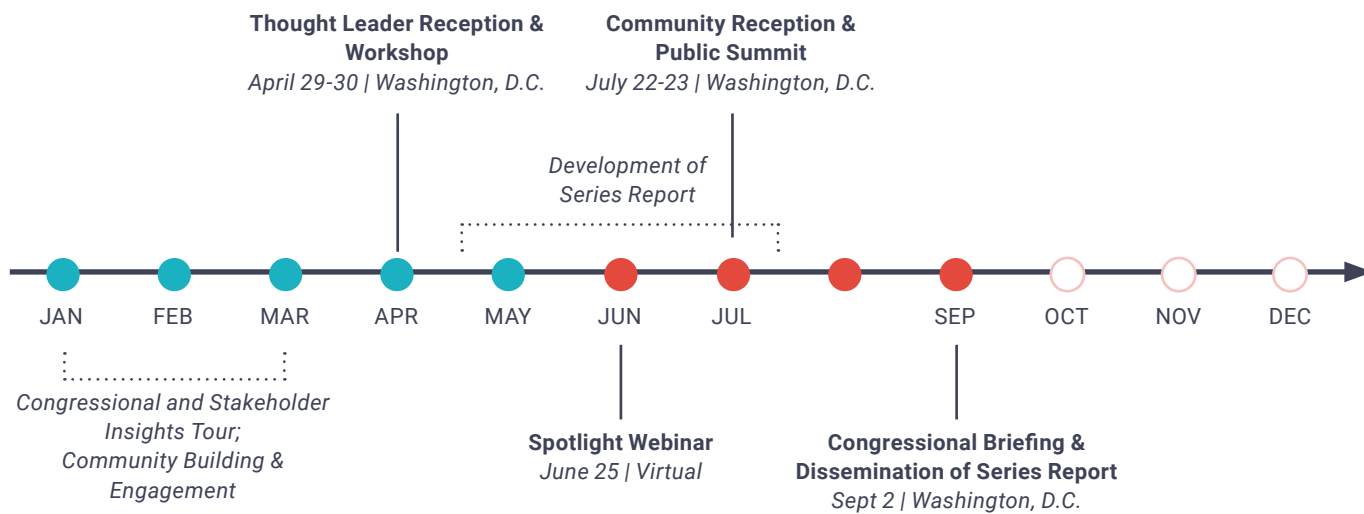 Thought Leader Reception &
Workshop
April 29-30 | Washington, D.C.
Community Reception &
Public Summit
July 22-23 | Washington, D.C.
Development of
Series Report
JAN
FEB
MAR
APR
MAY
JUN
JUL
SEP
OCT
NOV
DEC
Congressional and Stakeholder
Insights Tour;
Community Building &
Engagement
Spotlight Webinar
June 25 | Virtual
Congressional Briefing &
Dissemination of Series Report
Sept 2 | Washington, D.C.